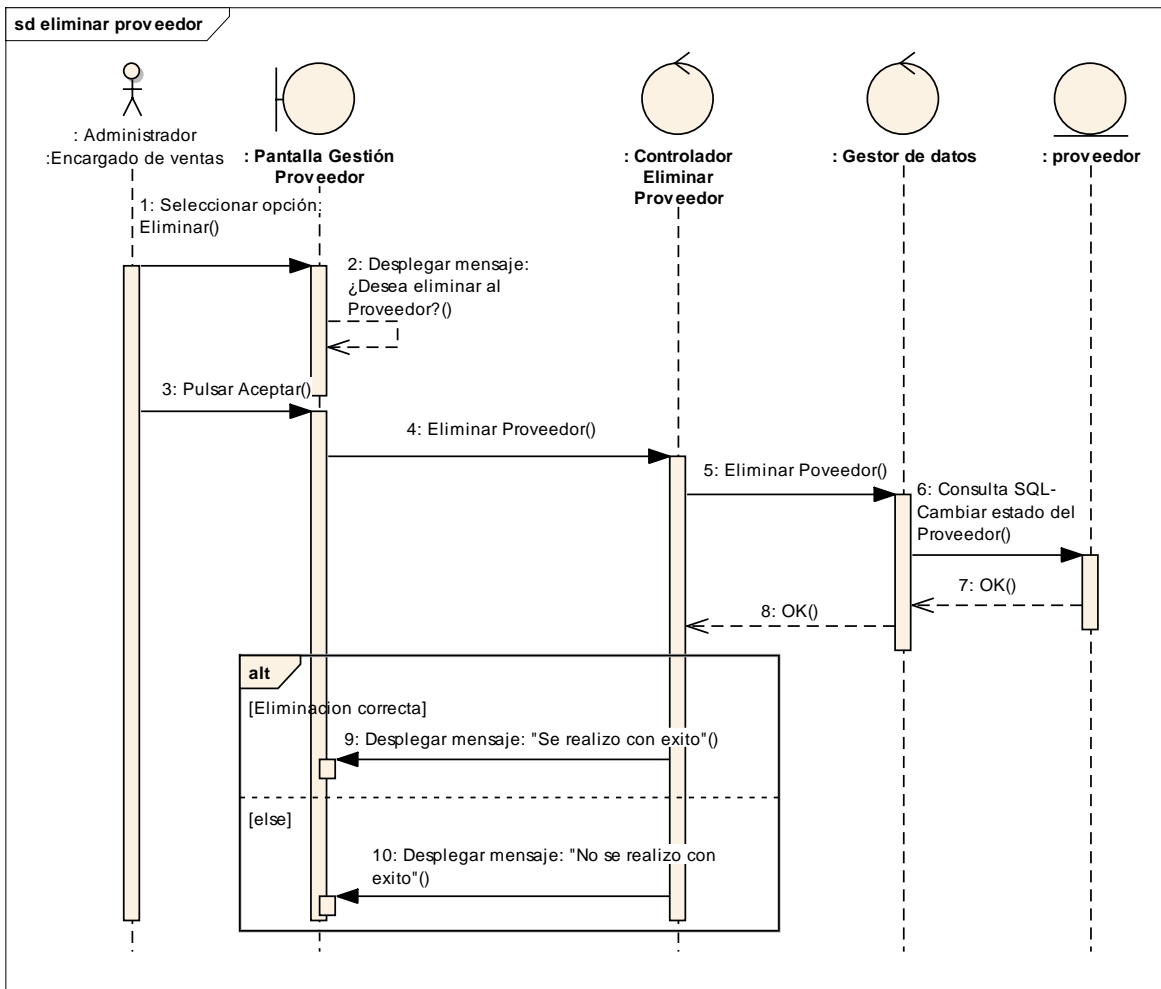 sd eliminar proveedor
: Administrador
:Encargado de ventas
: Pantalla Gestión
Proveedor
: Controlador
Eliminar
Proveedor
: Gestor de datos
: proveedor
1: Seleccionar opción:
Eliminar()
2: Desplegar mensaje:
¿Desea eliminar al
Proveedor?()
3: Pulsar Aceptar()
4: Eliminar Proveedor()
5: Eliminar Poveedor()
6: Consulta SQL-
Cambiar estado del
Proveedor()
7: OK()
8: OK()
alt
[Eliminacion correcta]
9: Desplegar mensaje: "Se realizo con exito"()
[else]
10: Desplegar mensaje: "No se realizo con
exito"()